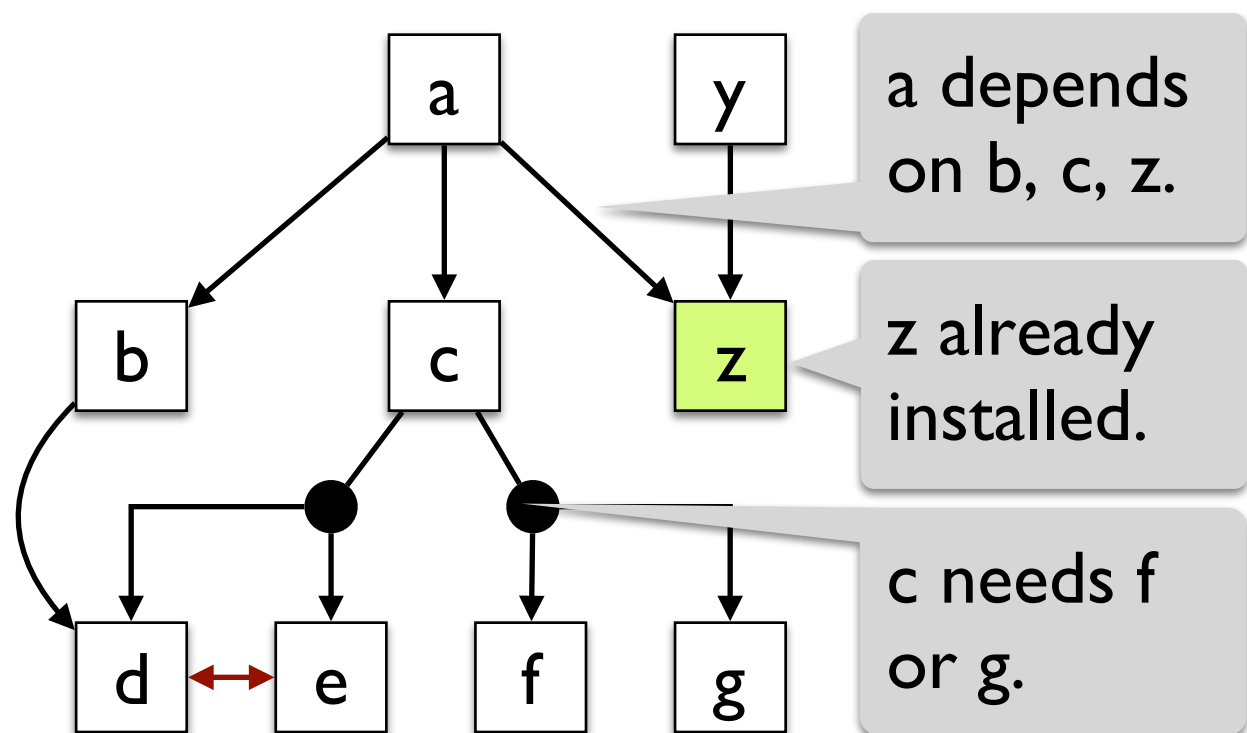 a
y
a depends
on b, c, z.
b
c
z
z already
installed.
c needs f
or g.
d
e
f
g